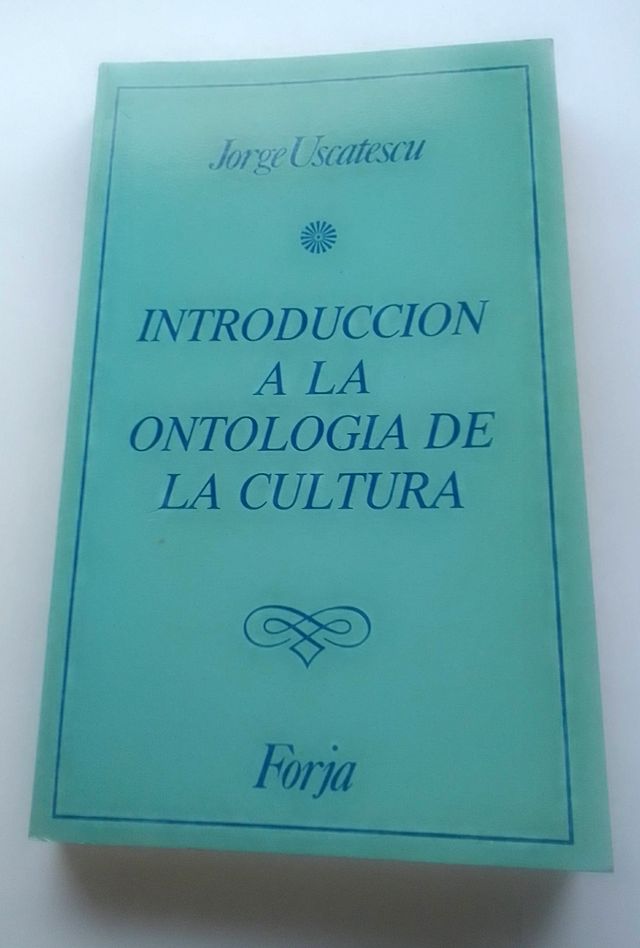 Jorge Uscatescu
INTRODUCCION
A LA
ONTOLOGIA DE
LA CULTURA
Forja